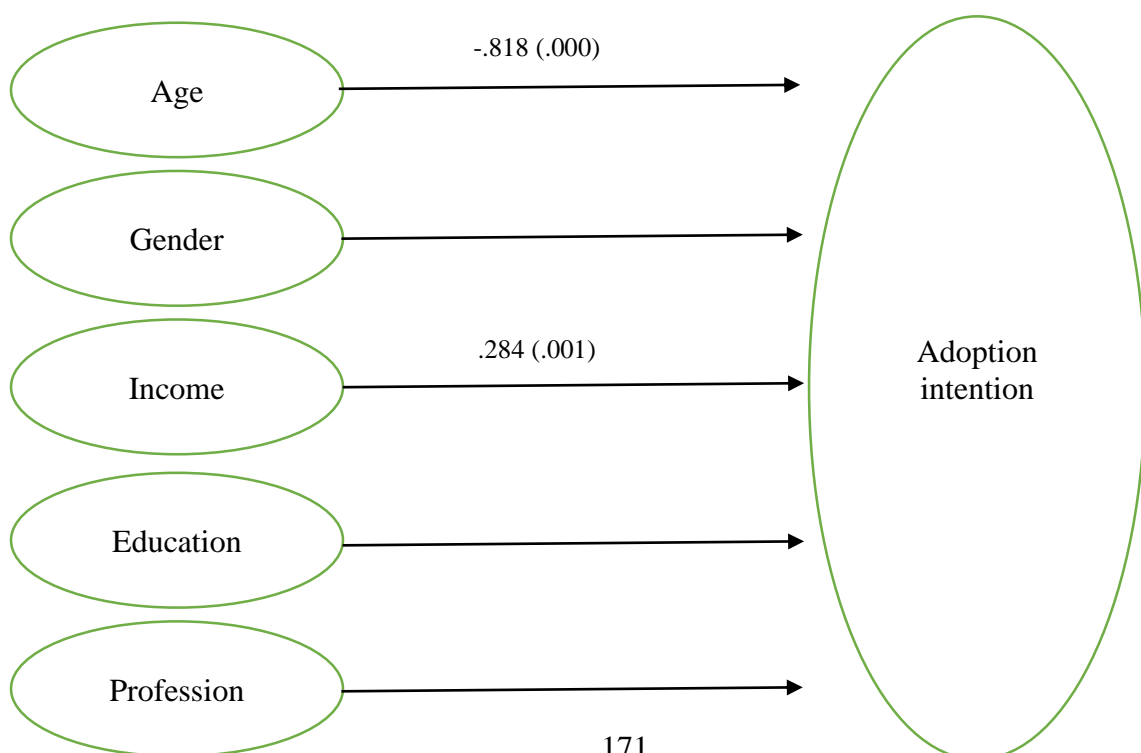 -.818 (.000)
Age
Gender
.284 (.001)
Income
Adoption
intention
Education
Profession
171